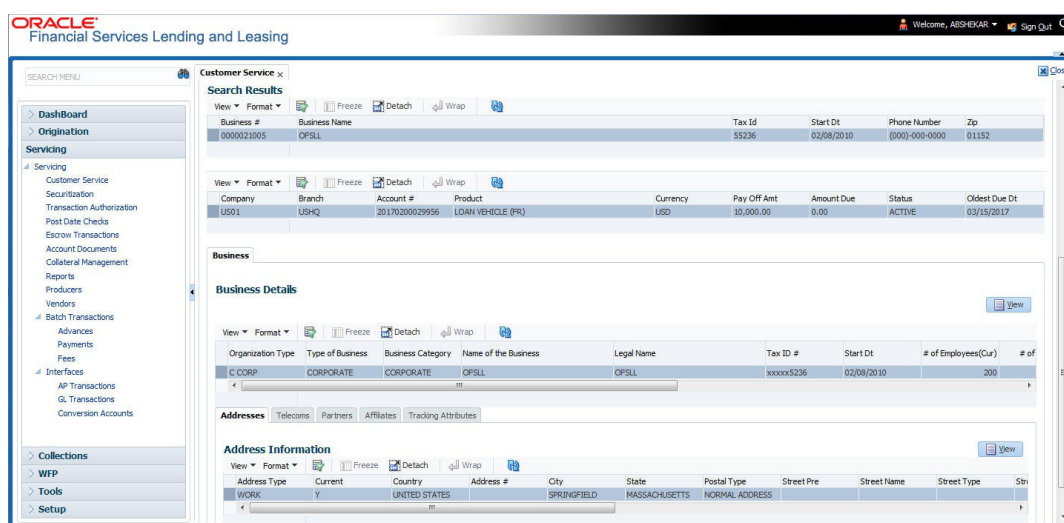 ORACLE
Financial Services Lending and Leasing
Welcome, ABSHEKAR
Sign Out
SEARCH MENU
DashBoard
Origination
Servicing
Servicing
Customer Service
Securitization
Transaction Authorization
Post Date Checks
Escrow Transactions
Account Documents
Collateral Management
Reports
Producers
Vendors
Batch Transactions
Advances
Payments
Fees
Interfaces
AP Transactions
GL Transactions
Conversion Accounts
Collections
WFP
Tools
Setup
Customer Service x
Clos
Search Results
View Format Freeze Detach Wrap
Business # Business Name Tax Id Start Dt Phone Number Zip
0000021005 OFSLL 55236 02/08/2010 (000)-000-0000 01152
View Format Freeze Detach Wrap
Company Branch Account # Product Currency Pay Off Amt Amount Due Status Oldest Due Dt
US01 USHQ 20170200029956 LOAN VEHICLE (FR) USD 10,000.00 0.00 ACTIVE 03/15/2017
Business
Business Details
View
View Format Freeze Detach Wrap
Organization Type Type of Business Business Category Name of the Business Legal Name Tax ID # Start Dt # of Employees(Cur) # of
C CORP CORPORATE CORPORATE OFSLL OFSLL xxxxx5236 02/08/2010 200
Addresses Telecoms Partners Affiliates Tracking Attributes
Address Information
View
View Format Freeze Detach Wrap
Address Type Current Country Address # City State Postal Type Street Pre Street Name Street Type Stre
WORK Y UNITED STATES SPRINGFIELD MASSACHUSETTS NORMAL ADDRESS